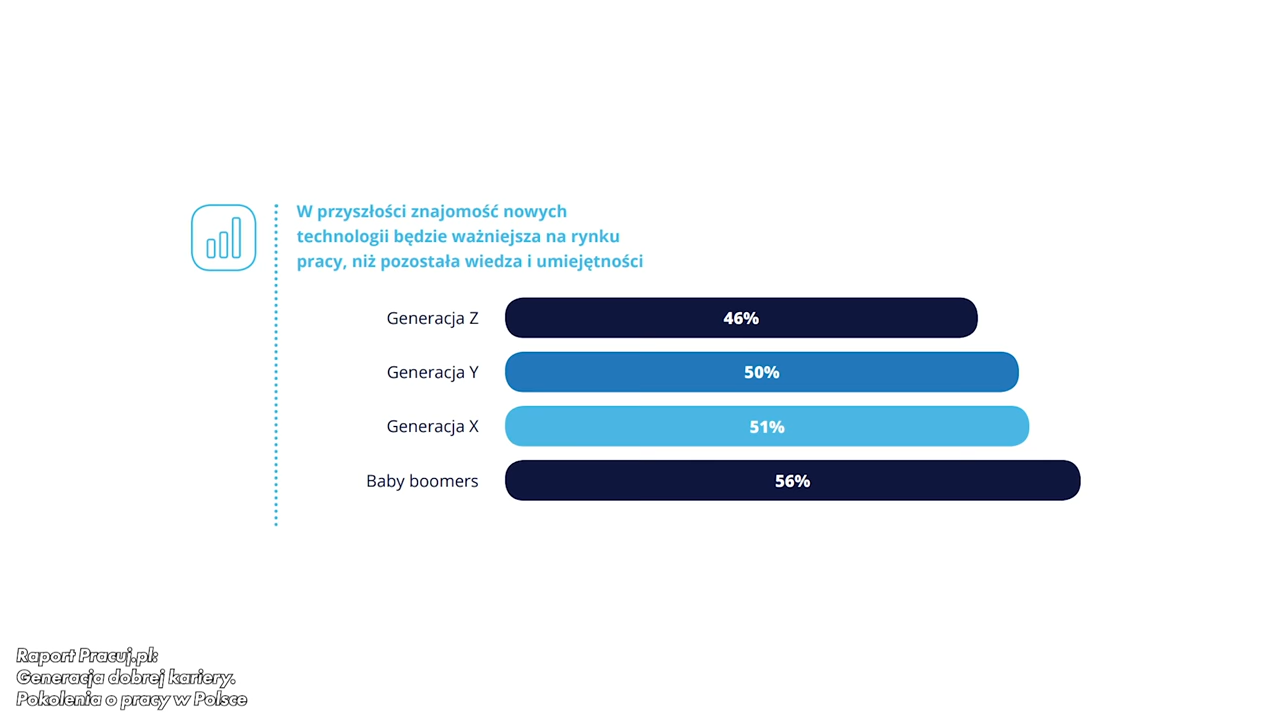 W przyszłości znajomość nowych
technologii będzie ważniejsza na rynku
pracy, niż pozostała wiedza i umiejętności
Generacja Z 46%
Generacja Y 50%
Generacja X 51%
Baby boomers 56%
Raport Pracuj.pl:
Generacja dobrej kariery.
Pokolenia o pracy w Polsce